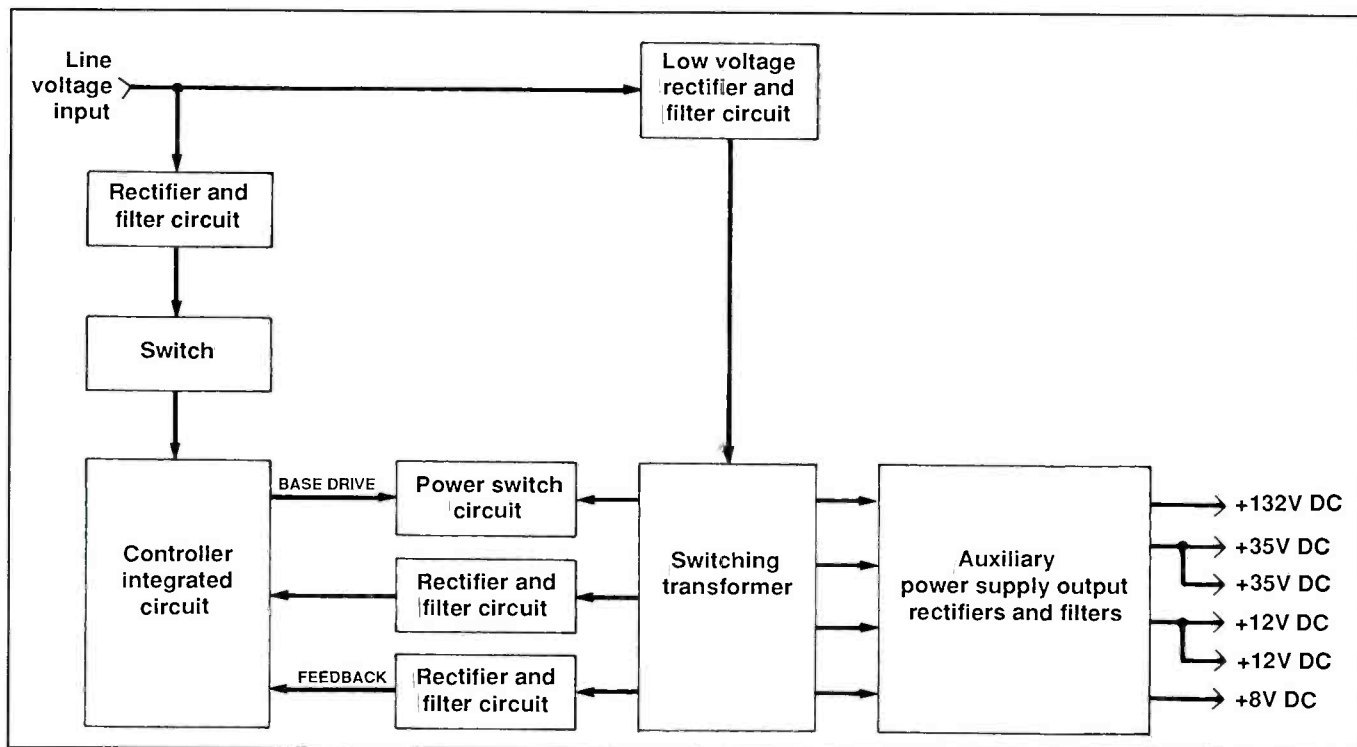 Line
voltage
input
Low voltage
rectifier and
filter circuit
Rectifier and
filter circuit
Switch
Controller
integrated
circuit
BASE DRIVE
Power switch
circuit
Rectifier and
filter circuit
FEEDBACK
Rectifier and
filter circuit
Switching
transformer
Auxiliary
power supply output
rectifiers and filters
+132V DC
+35V DC
+35V DC
+12V DC
+12V DC
+8V DC